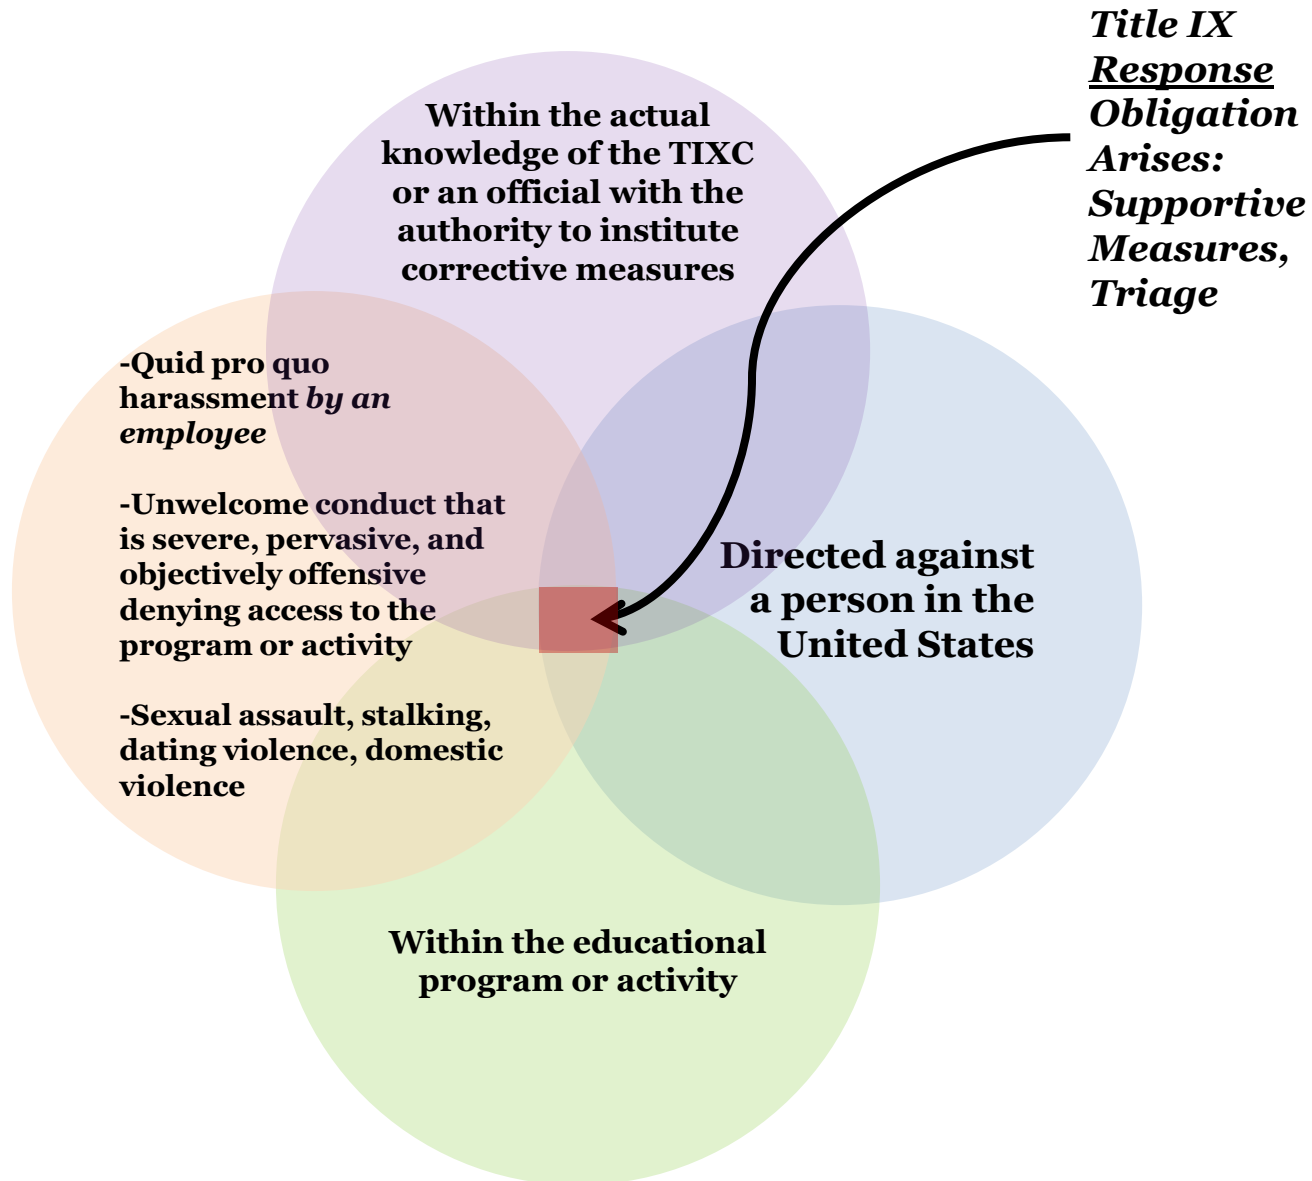 Title IX
Response
Obligation
Arises:
Supportive
Measures,
Triage
Within the actual
knowledge of the TIXC
or an official with the
authority to institute
corrective measures
-Quid pro quo
harassment by an
employee
-Unwelcome conduct that
is severe, pervasive, and
objectively offensive
denying access to the
program or activity
-Sexual assault, stalking,
dating violence, domestic
violence
Directed against
a person in the
United States
Within the educational
program or activity